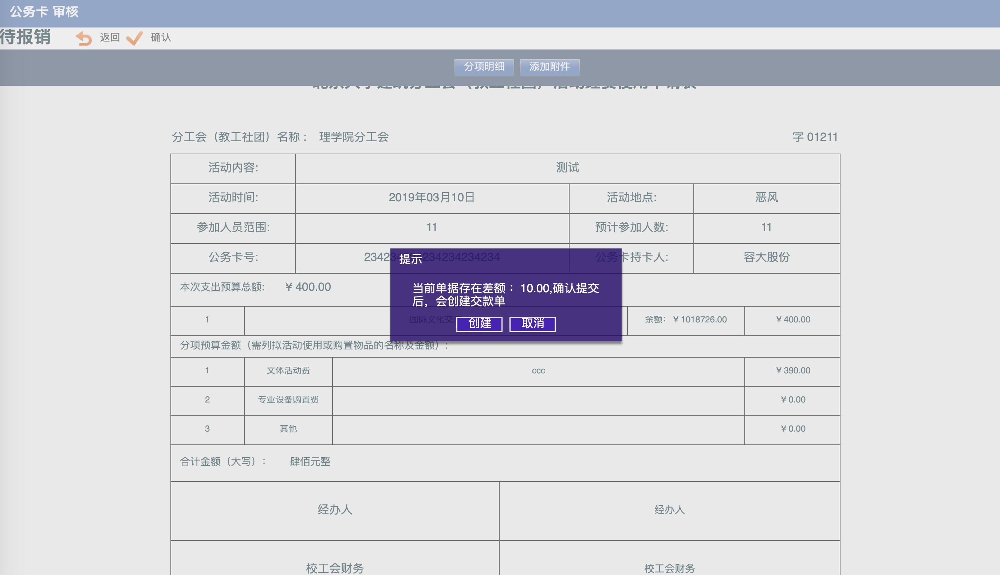 公务卡 审核
待报销 返回 确认
分项明细 添加附件
分工会（教工社团）名称： 理学院分工会 字 01211
活动内容: 测试
活动时间: 2019年03月10日 活动地点: 恶风
参加人员范围: 11 预计参加人数: 11
公务卡号: 公务卡持卡人: 容大股份
提示
本次支出预算总额: ¥ 400.00
当前单据存在差额： 10.00,确认提交
后，会创建交款单
1 国际文化交 余额: ¥ 1018726.00 ¥ 400.00
创建 取消
分项预算金额（需列拟活动使用或购置物品的名称及金额）:
1 文体活动费 ccc ¥ 390.00
2 专业设备购置费 ¥ 0.00
3 其他 ¥ 0.00
合计金额（大写）: 肆佰元整
经办人 经办人
校工会财务 校工会财务